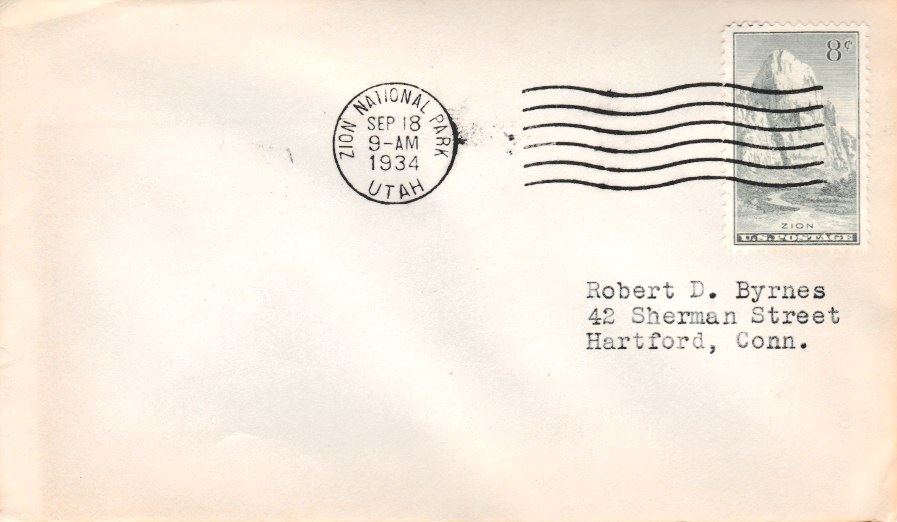 ZION NATIONAL PARK
SEP 18
9-AM
1934
UTAH
8¢
ZION
U.S. POSTAGE
Robert D. Byrnes
42 Sherman Street
Hartford, Conn.